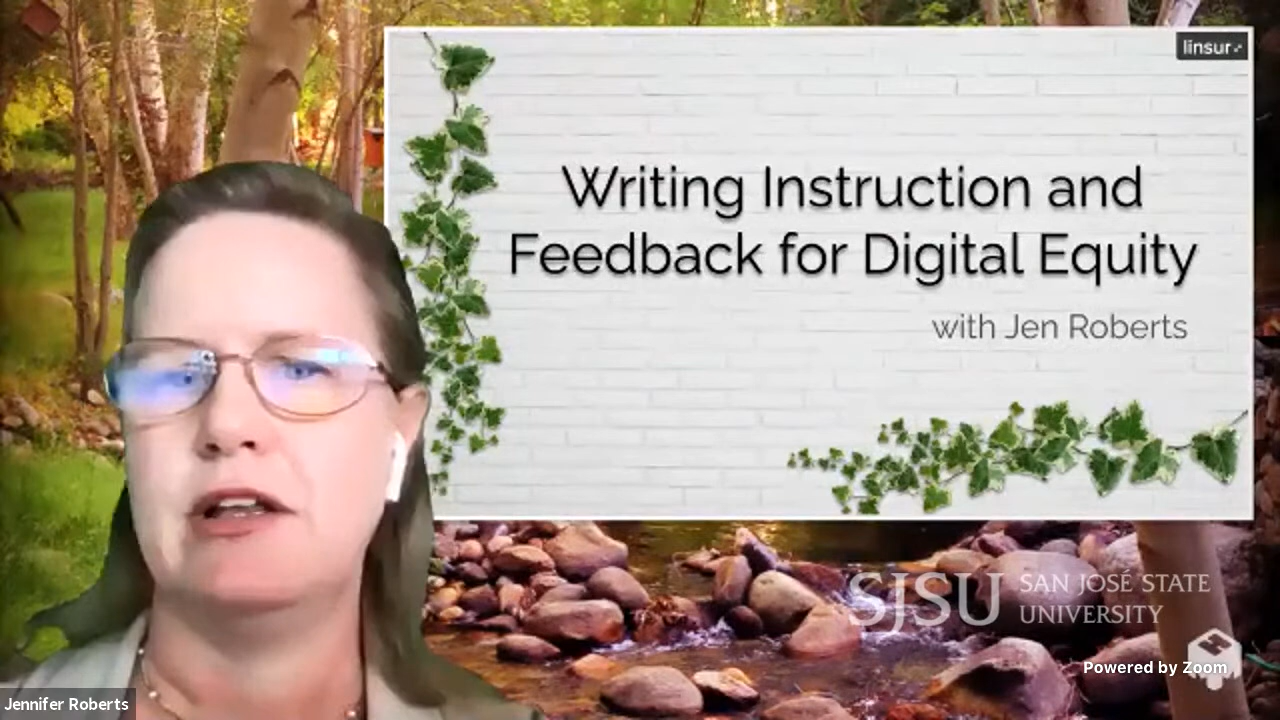 linsur
Writing Instruction and
Feedback for Digital Equity
with Jen Roberts
SJSU
SAN JOSÉ STATE
UNIVERSITY
Powered by Zoom
Jennifer Roberts